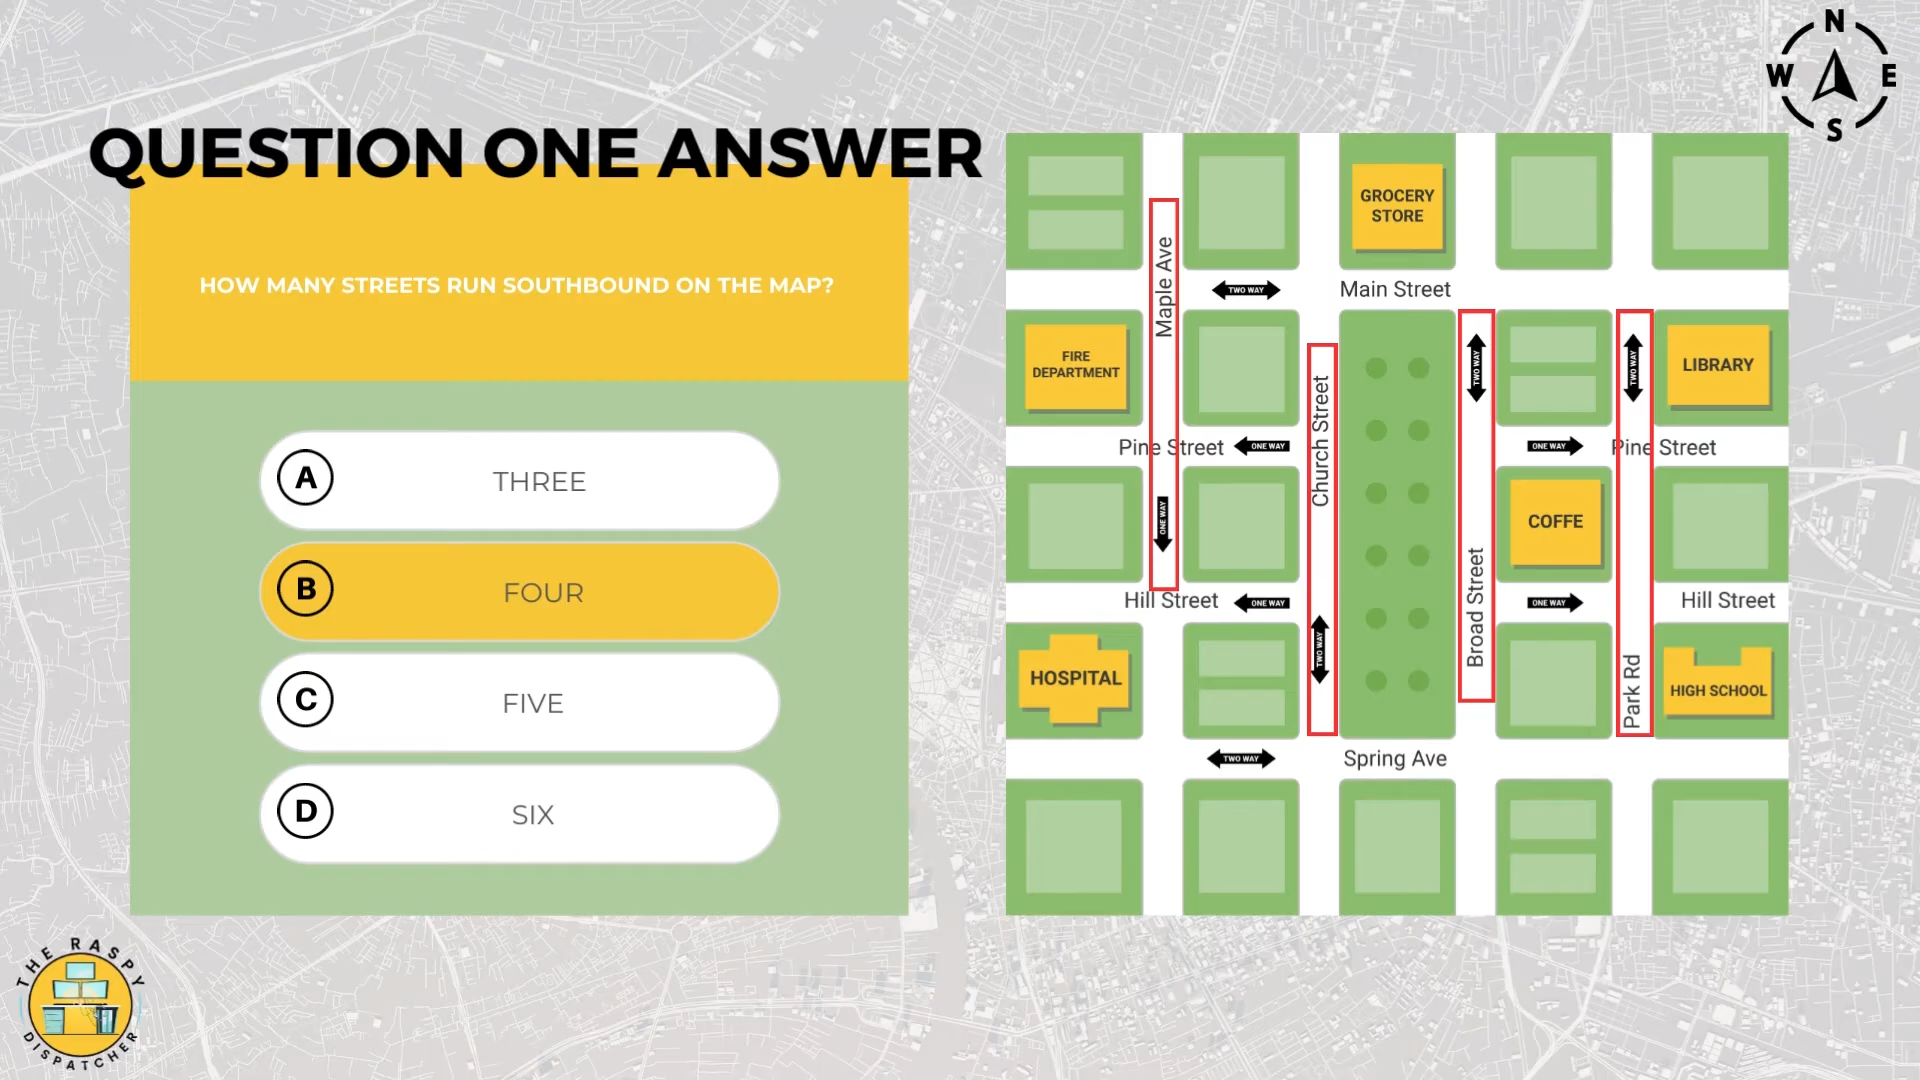 N
W
E
S
QUESTION ONE ANSWER
HOW MANY STREETS RUN SOUTHBOUND ON THE MAP?
A
THREE
B
FOUR
C
FIVE
D
SIX
GROCERY
STORE
Maple Ave
TWO WAY
Main Street
FIRE
DEPARTMENT
TWO WAY
TWO WAY
LIBRARY
Church Street
Pine Street
ONE WAY
ONE WAY
Pine Street
ONE WAY
COFFE
Broad Street
Hill Street
ONE WAY
ONE WAY
Hill Street
HOSPITAL
TWO WAY
Park Rd
HIGH SCHOOL
TWO WAY
Spring Ave
THE RASPY
DISPATCHER